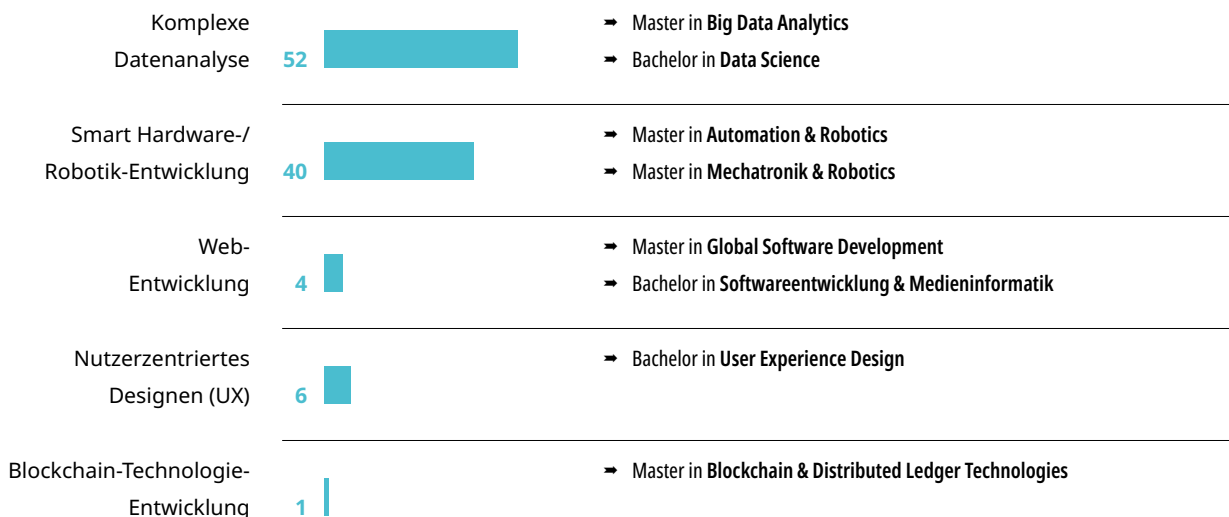 Komplexe
Datenanalyse
52
➡ Master in Big Data Analytics
➡ Bachelor in Data Science
Smart Hardware-/
Robotik-Entwicklung
40
➡ Master in Automation & Robotics
➡ Master in Mechatronik & Robotics
Web-
Entwicklung
4
➡ Master in Global Software Development
➡ Bachelor in Softwareentwicklung & Medieninformatik
Nutzerzentriertes
Designen (UX)
6
➡ Bachelor in User Experience Design
Blockchain-Technologie-
Entwicklung
1
➡ Master in Blockchain & Distributed Ledger Technologies